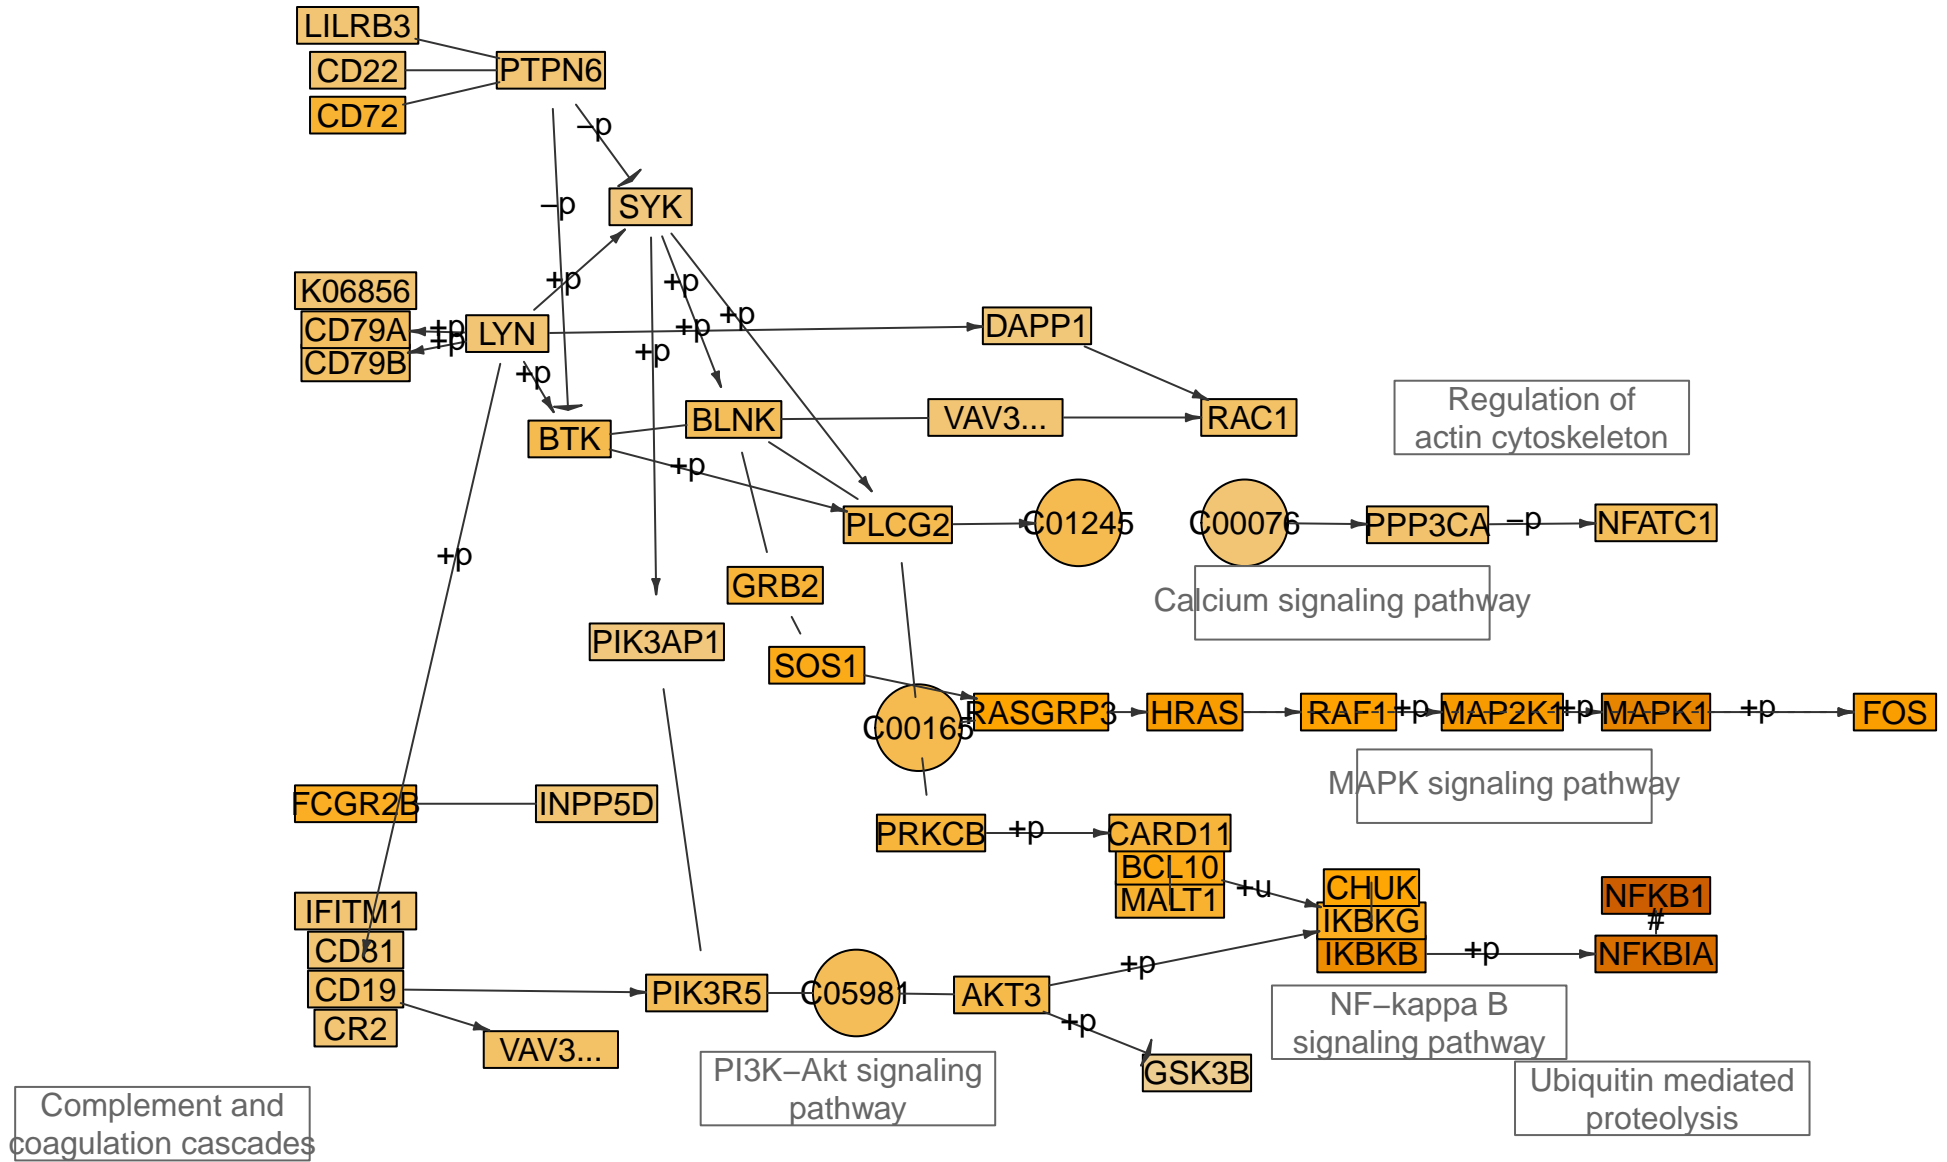 LILRB3
CD22
PTPN6
CD72
–p
SYK
–p
+p
+p
K06856
CD79A
+p
LYN
+p
+p
DAPP1
CD79B
+p
+p
+p
BTK
BLNK
VAV3...
RAC1
Regulation of
actin cytoskeleton
+p
PLCG2
C01245
C00076
PPP3CA
–p
NFATC1
+p
GRB2
Calcium signaling pathway
PIK3AP1
SOS1
C00165
RASGRP3
HRAS
RAF1
+p
MAP2K1
+p
MAPK1
+p
FOS
MAPK signaling pathway
FCGR2B
INPP5D
PRKCB
+p
CARD11
BCL10
MALT1
+u
CHUK
IKBKG
IKBKB
NFKB1
#
+p
NFKBIA
IFITM1
CD81
CD19
CR2
PIK3R5
C05981
AKT3
+p
+p
VAV3...
GSK3B
NF–kappa B
signaling pathway
PI3K–Akt signaling
pathway
Ubiquitin mediated
proteolysis
Complement and
coagulation cascades